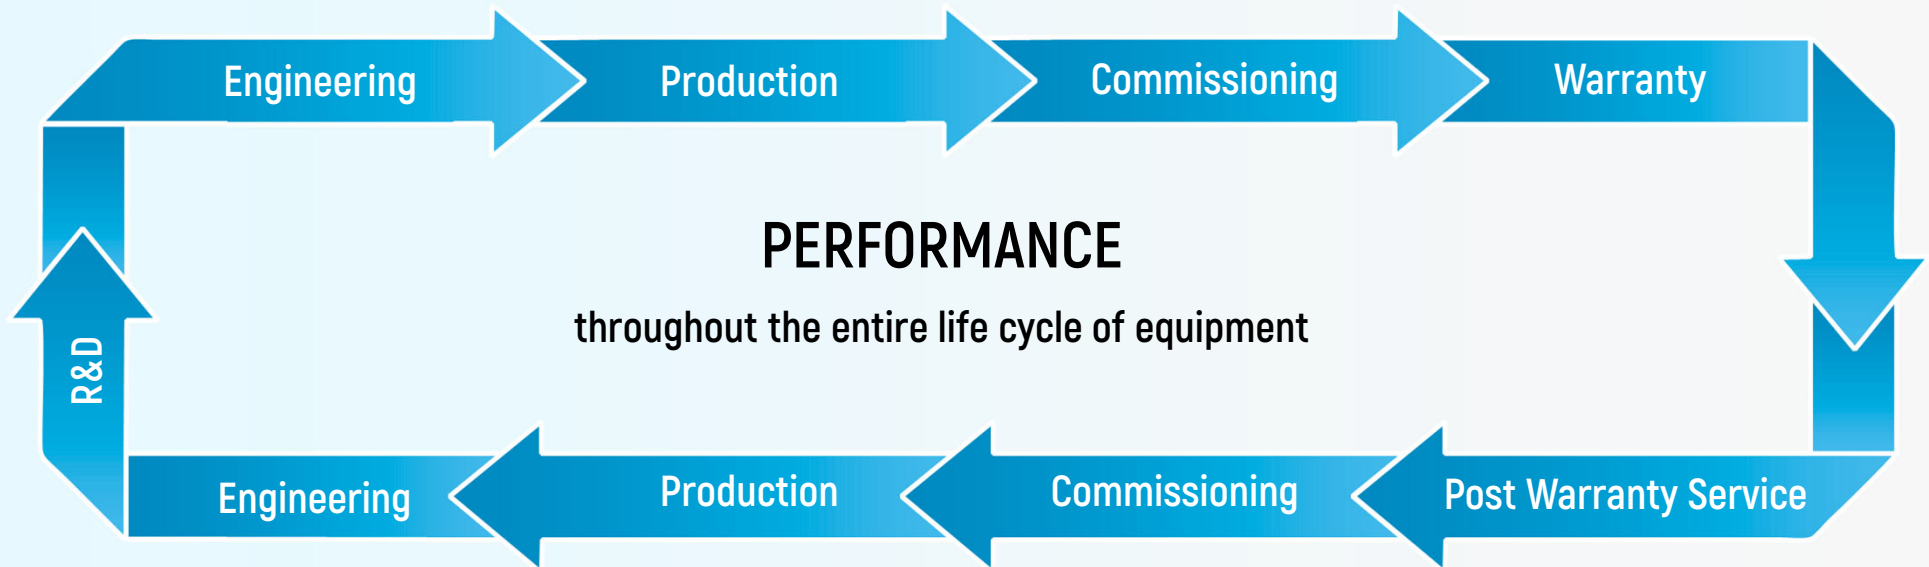 Engineering
Production
Commissioning
Warranty
PERFORMANCE
throughout the entire life cycle of equipment
R&D
Engineering
Production
Commissioning
Post Warranty Service